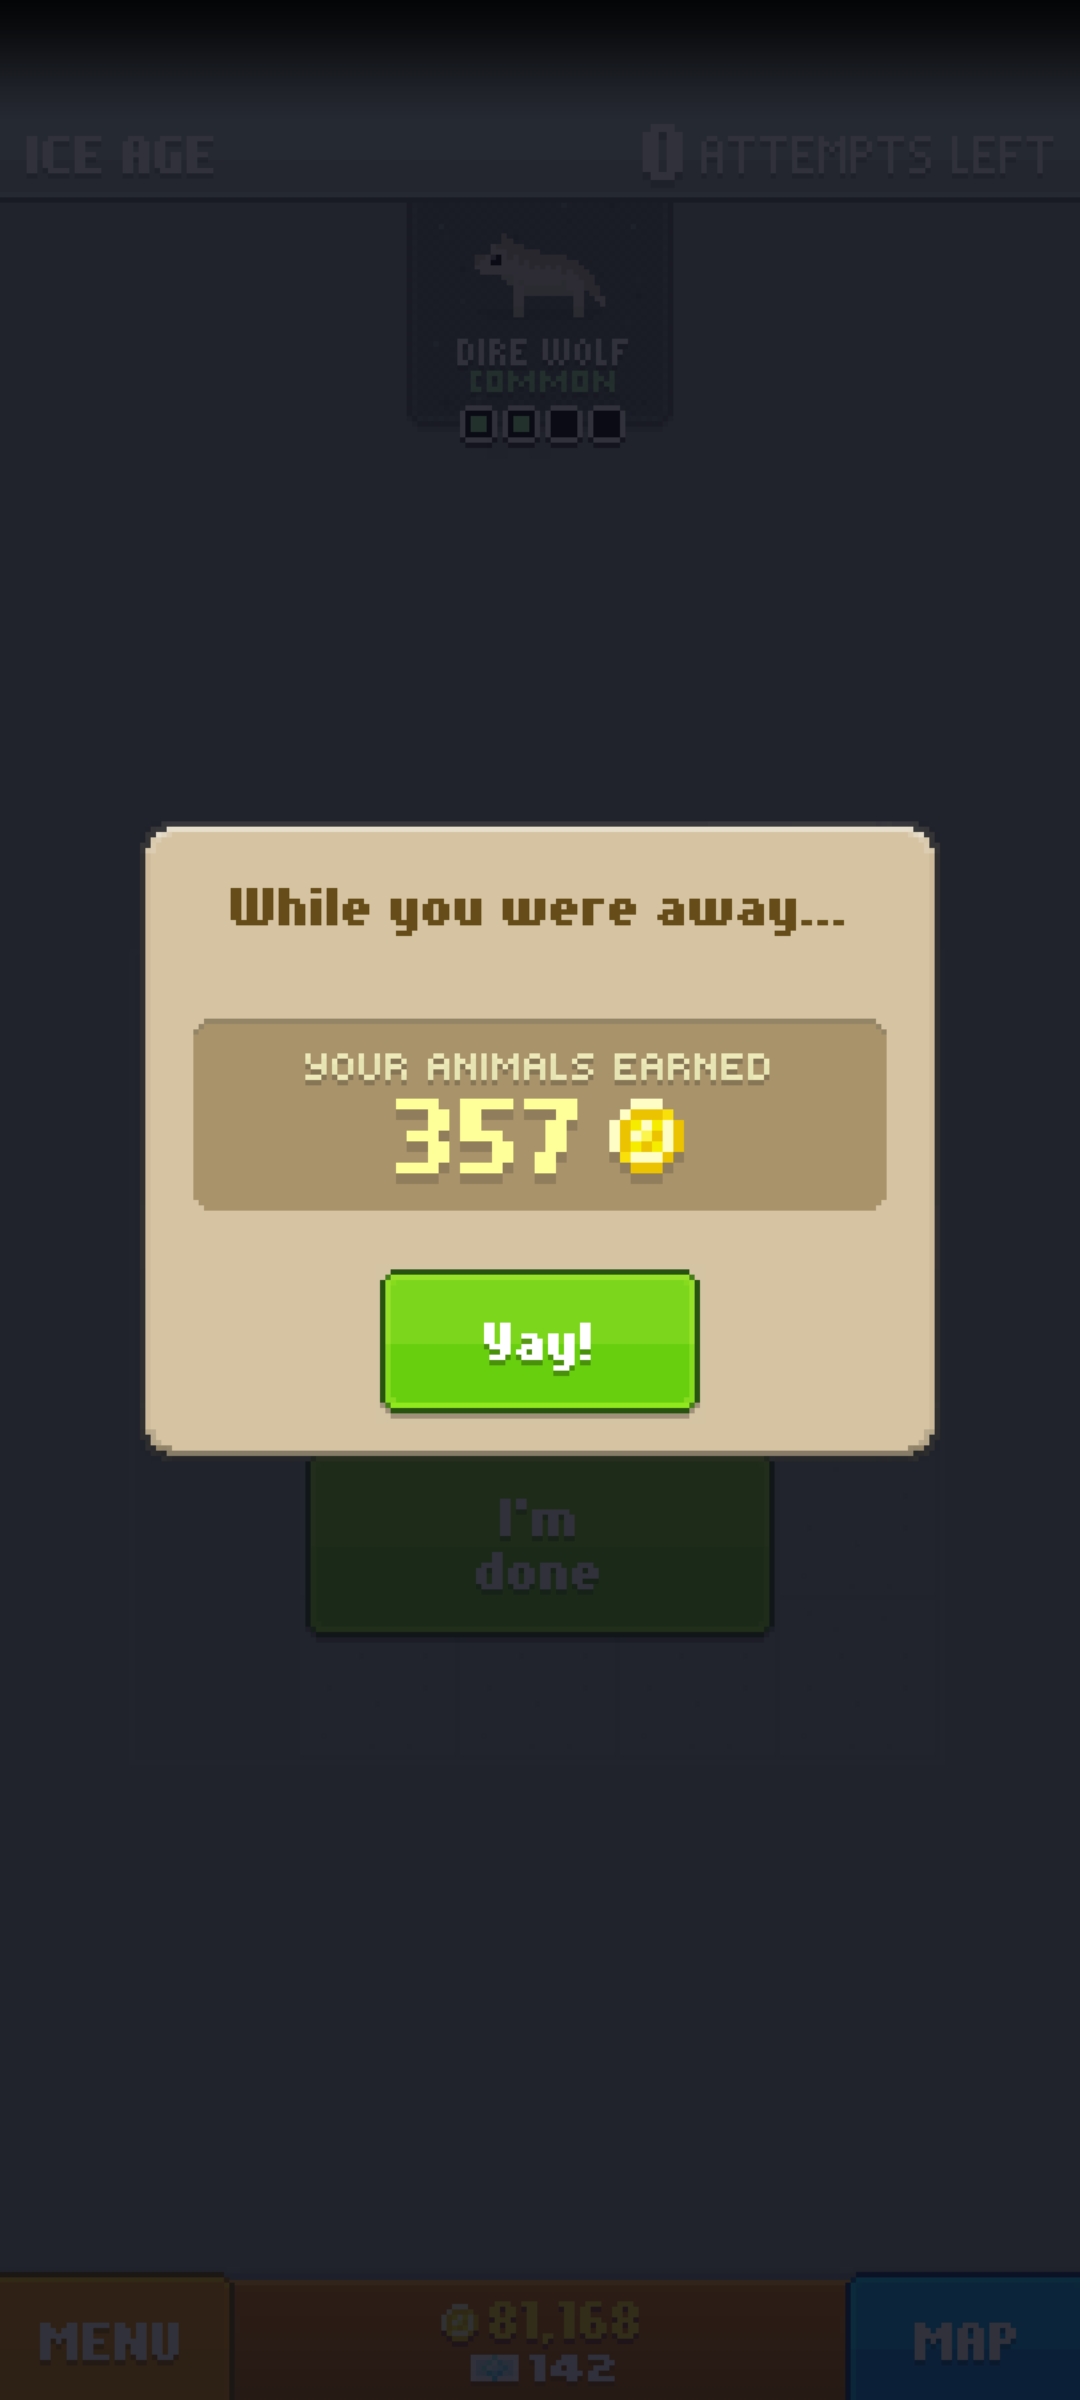 ICE AGE
0 ATTEMPTS LEFT
DIRE WOLF
COMMON
While you were away...
YOUR ANIMALS EARNED
357
Yay!
I'm
done
MENU
81,168
142
MAP